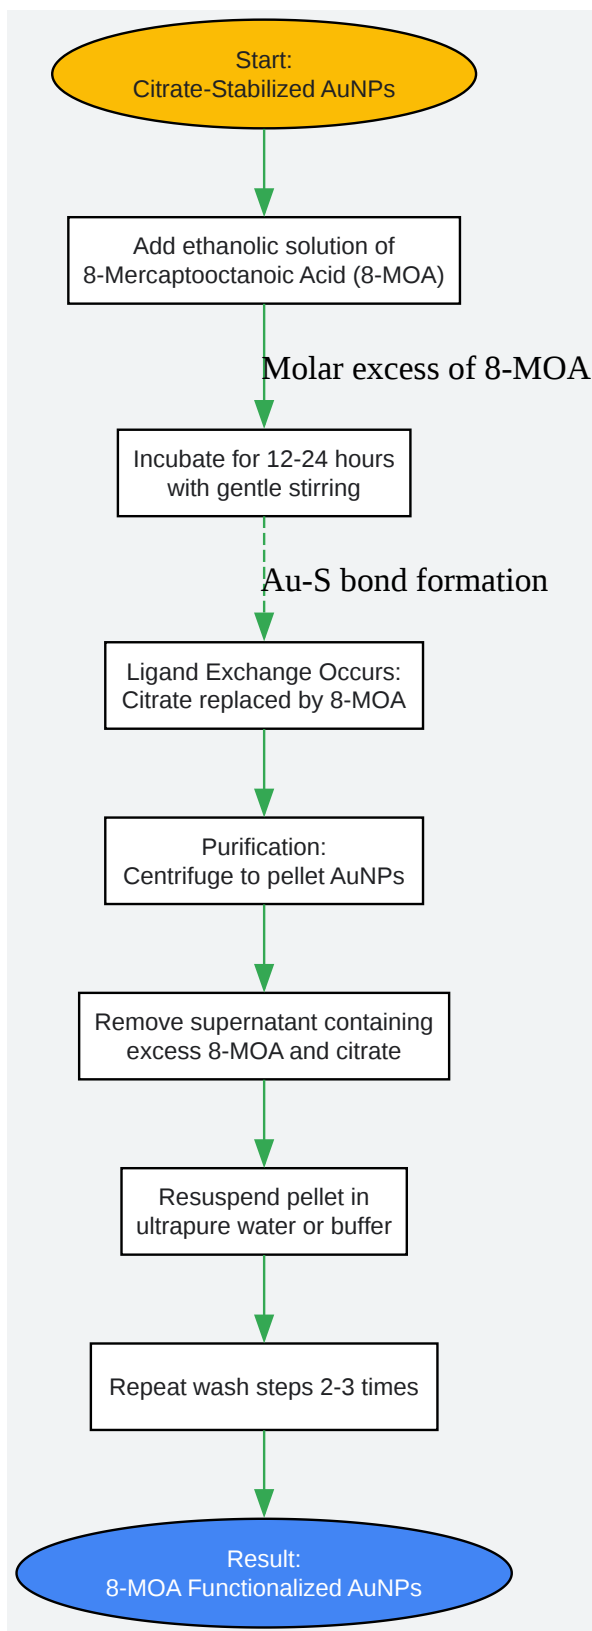 Start:
Citrate-Stabilized AuNPs
Add ethanolic solution of
8-Mercaptooctanoic Acid (8-MOA)
Molar excess of 8-MOA
Incubate for 12-24 hours
with gentle stirring
Au-S bond formation
Ligand Exchange Occurs:
Citrate replaced by 8-MOA
Purification:
Centrifuge to pellet AuNPs
Remove supernatant containing
excess 8-MOA and citrate
Resuspend pellet in
ultrapure water or buffer
Repeat wash steps 2-3 times
Result:
8-MOA Functionalized AuNPs